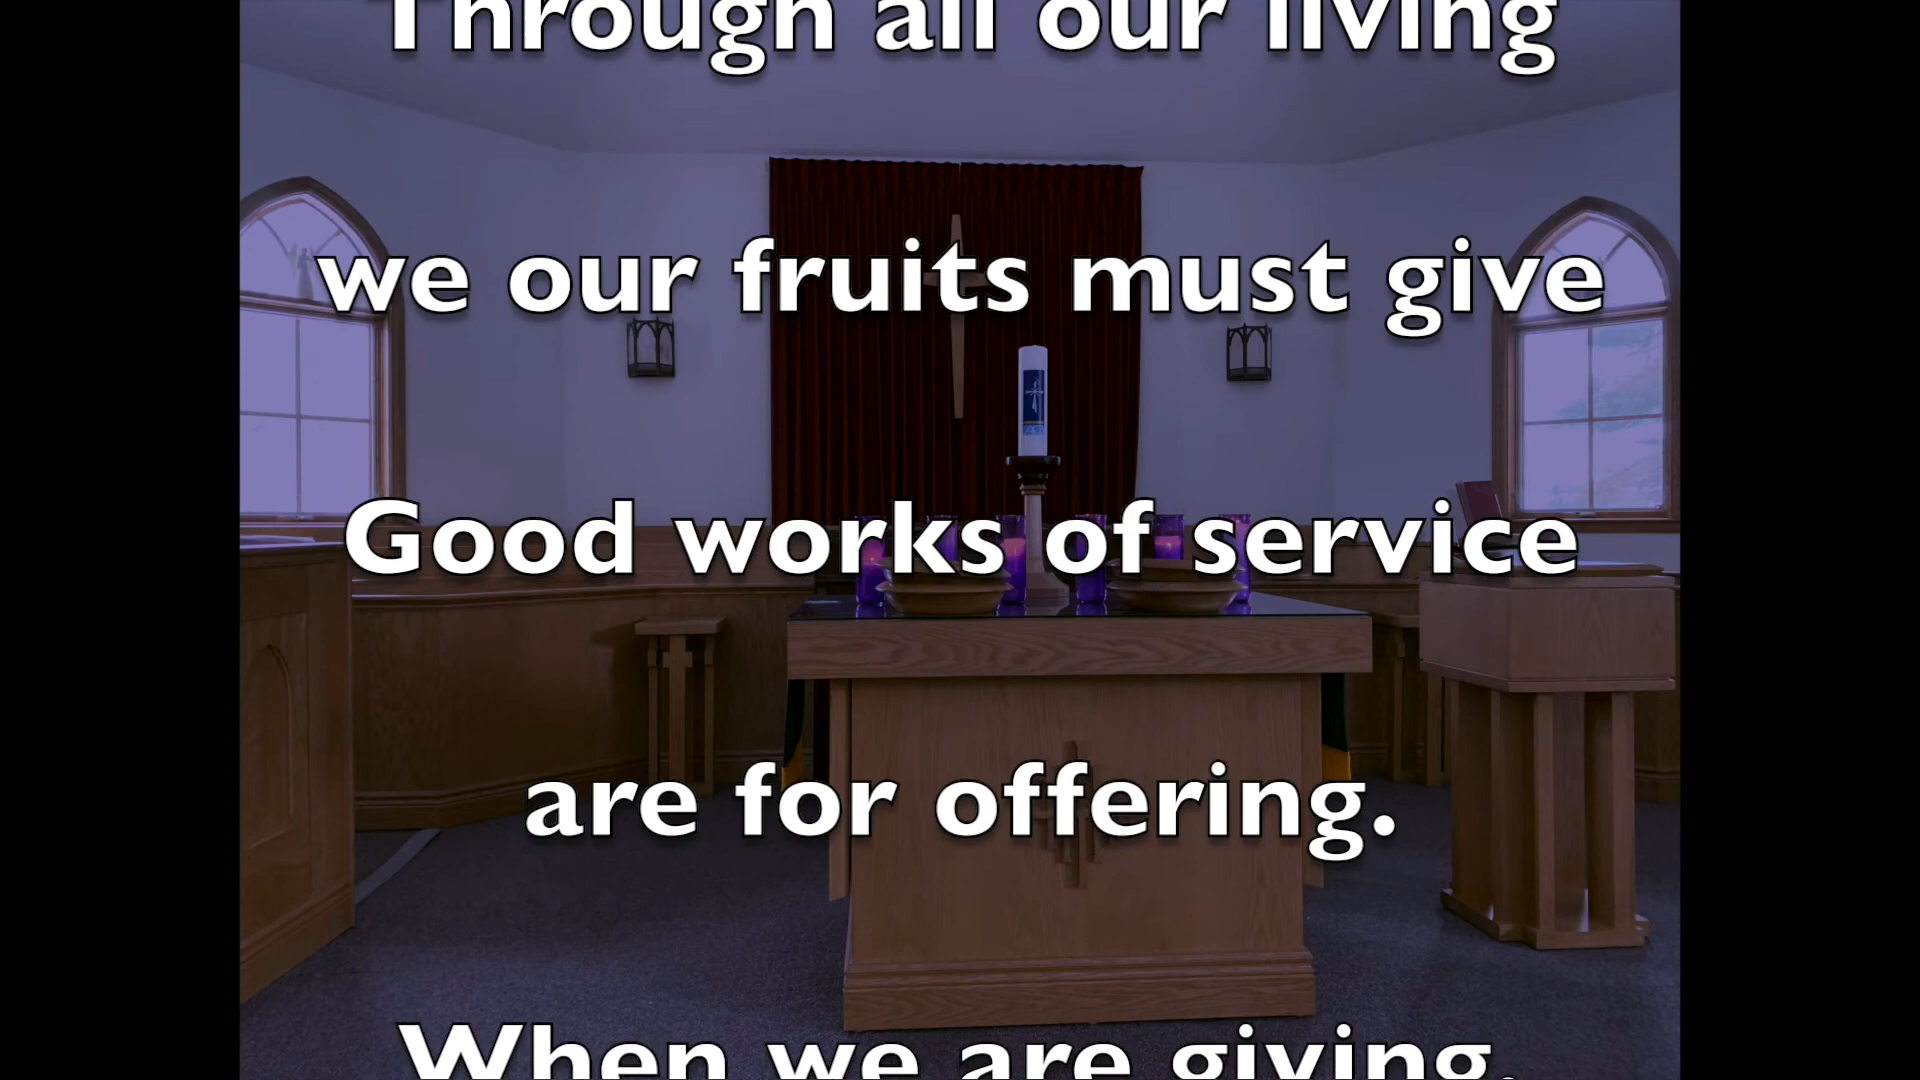 Through all our living
we our fruits must give
Good works of service
are for offering.
When we are giving,